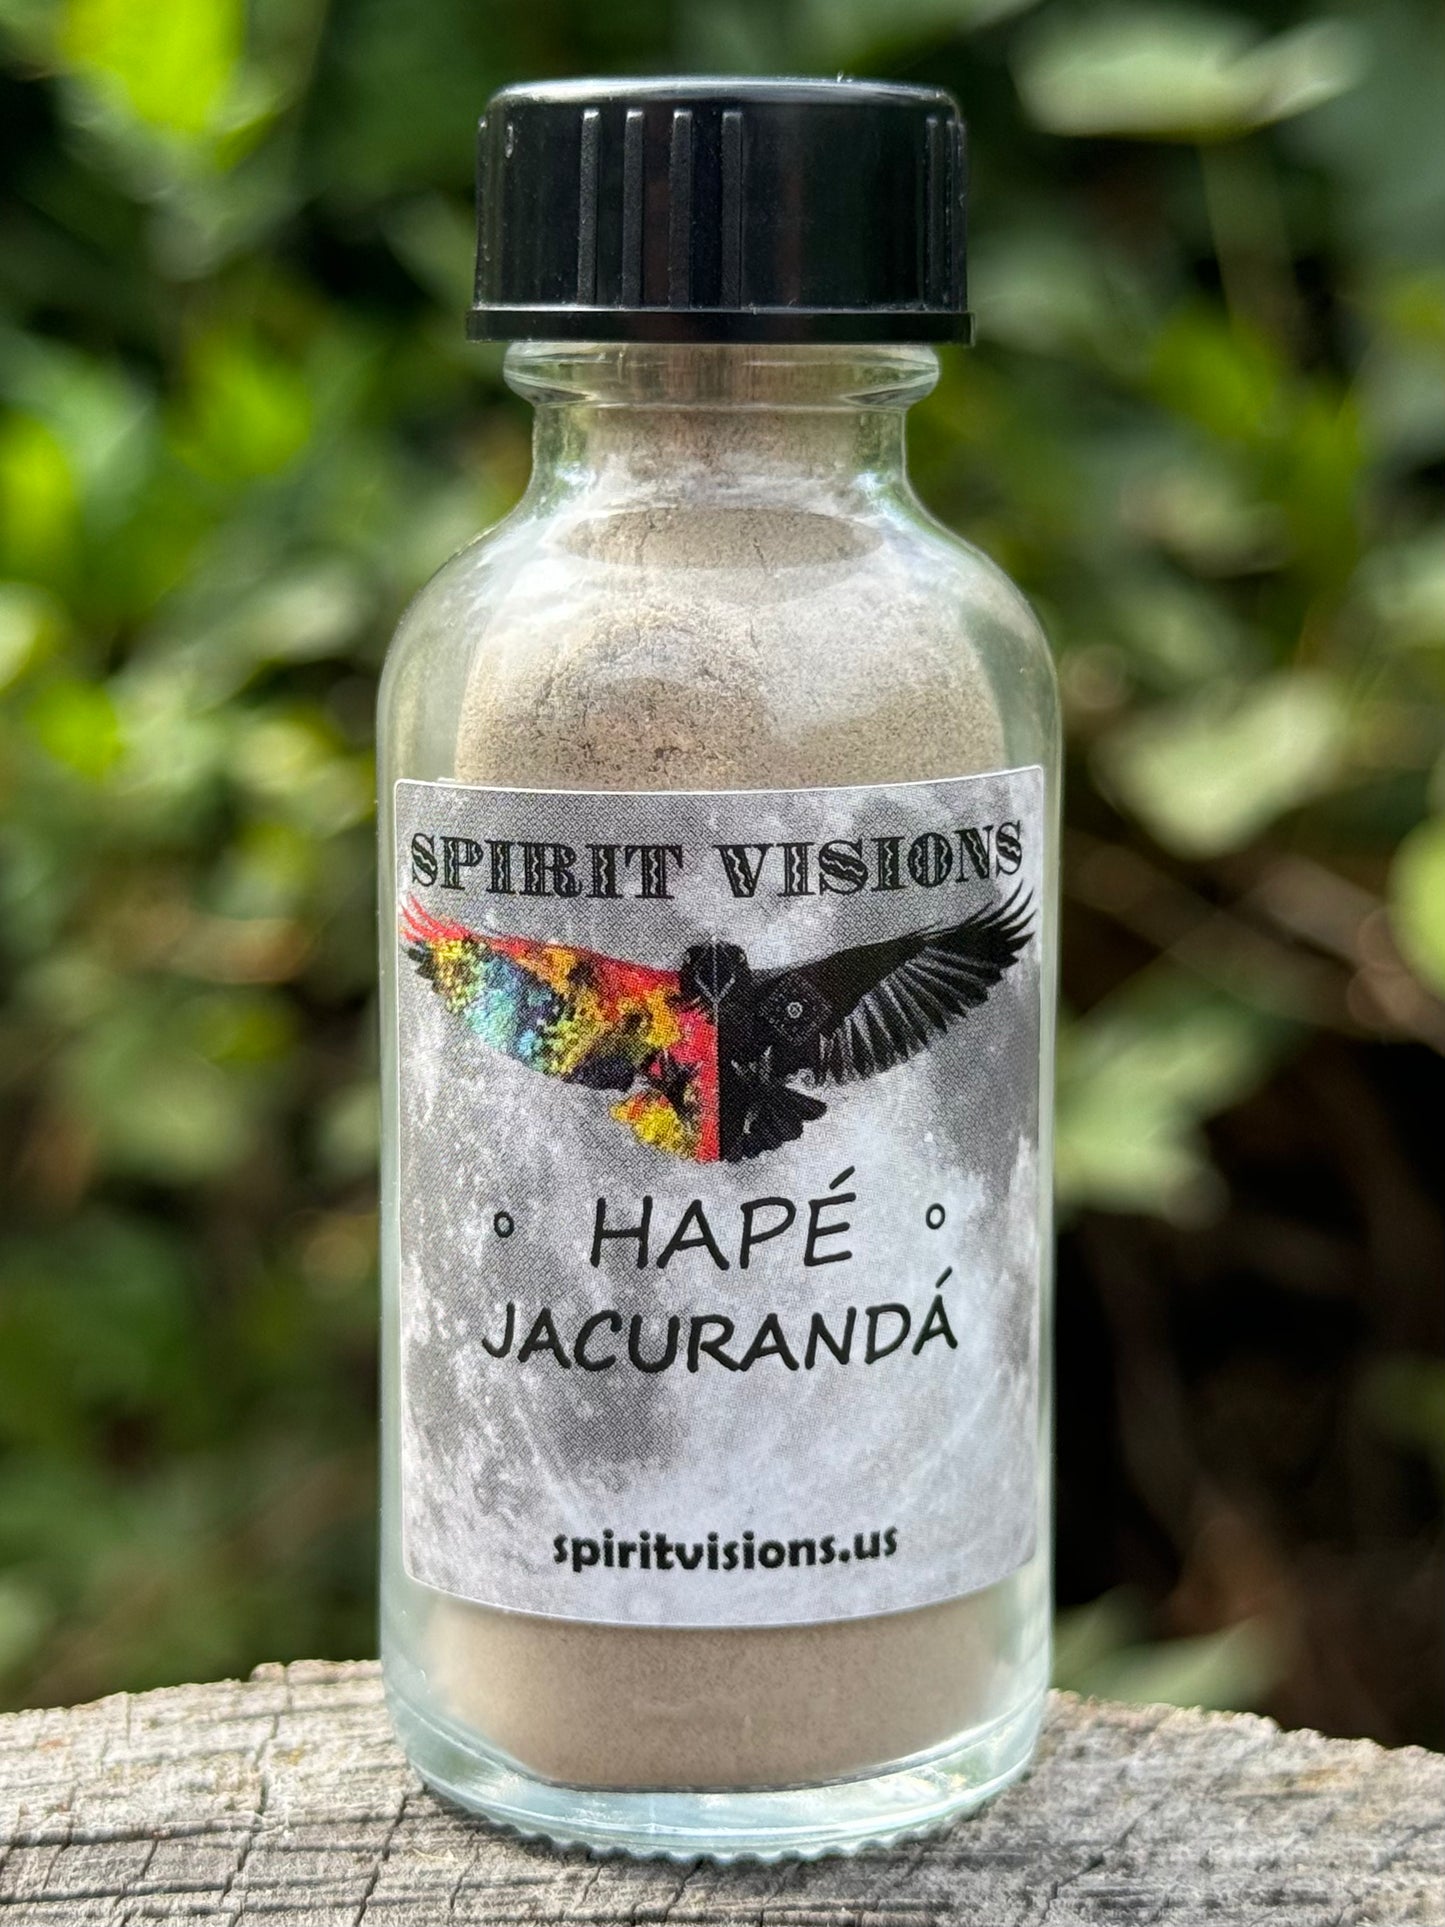 SPIRIT VISIONS
° HAPÉ °
JACURANDÁ
spiritvisions.us